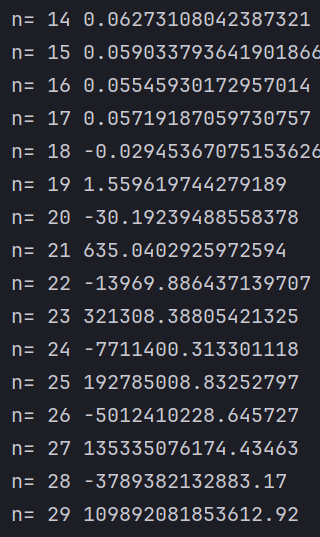 n= 14 0.06273108042387321
n= 15 0.059033793641901866
n= 16 0.05545930172957014
n= 17 0.05719187059730757
n= 18 -0.02945367075153626
n= 19 1.559619744279189
n= 20 -30.19239488558378
n= 21 635.0402925972594
n= 22 -13969.886437139707
n= 23 321308.38805421325
n= 24 -7711400.313301118
n= 25 192785008.83252797
n= 26 -5012410228.645727
n= 27 135335076174.43463
n= 28 -3789382132883.17
n= 29 109892081853612.92